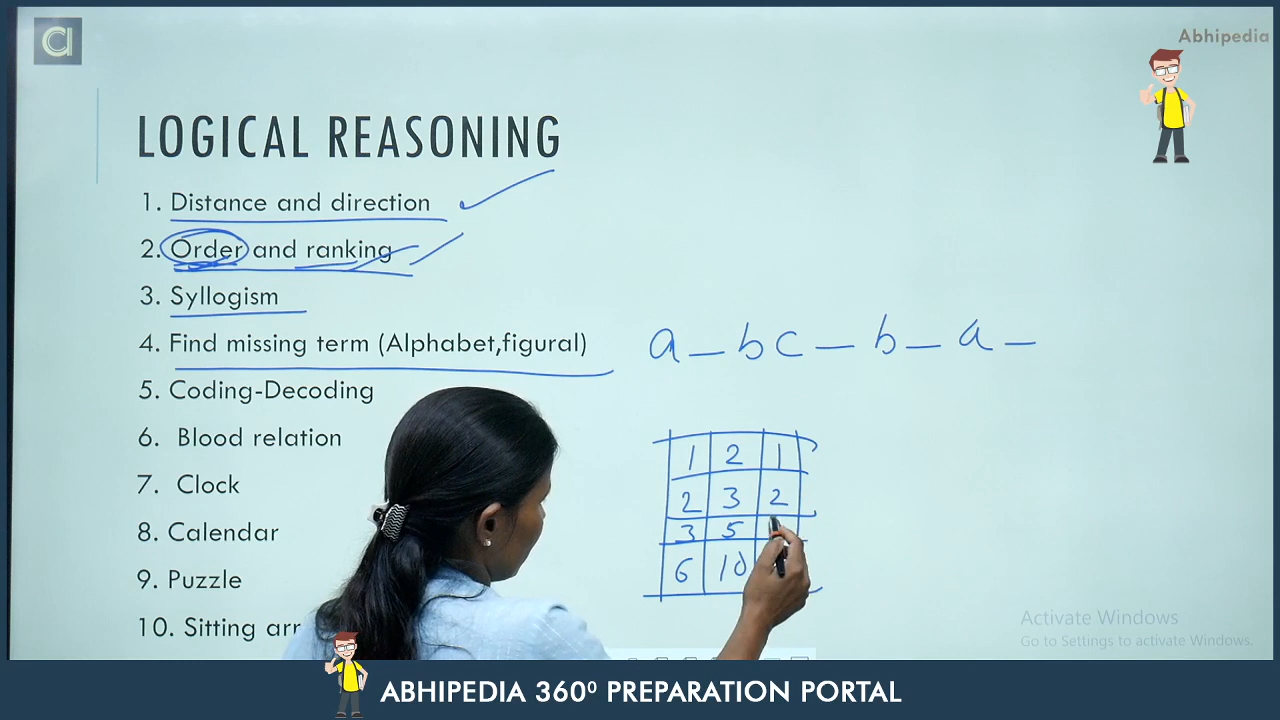 Abhipedia
LOGICAL REASONING
1. Distance and direction
2. Order and ranking
3. Syllogism
4. Find missing term (Alphabet,figural)
a _ b c _ b _ a _
5. Coding-Decoding
6. Blood relation
7. Clock
8. Calendar
9. Puzzle
10. Sitting arr
1 2 1
2 3 2
3 5
6 10
Activate Windows
Go to Settings to activate Windows.
ABHIPEDIA 360⁰ PREPARATION PORTAL